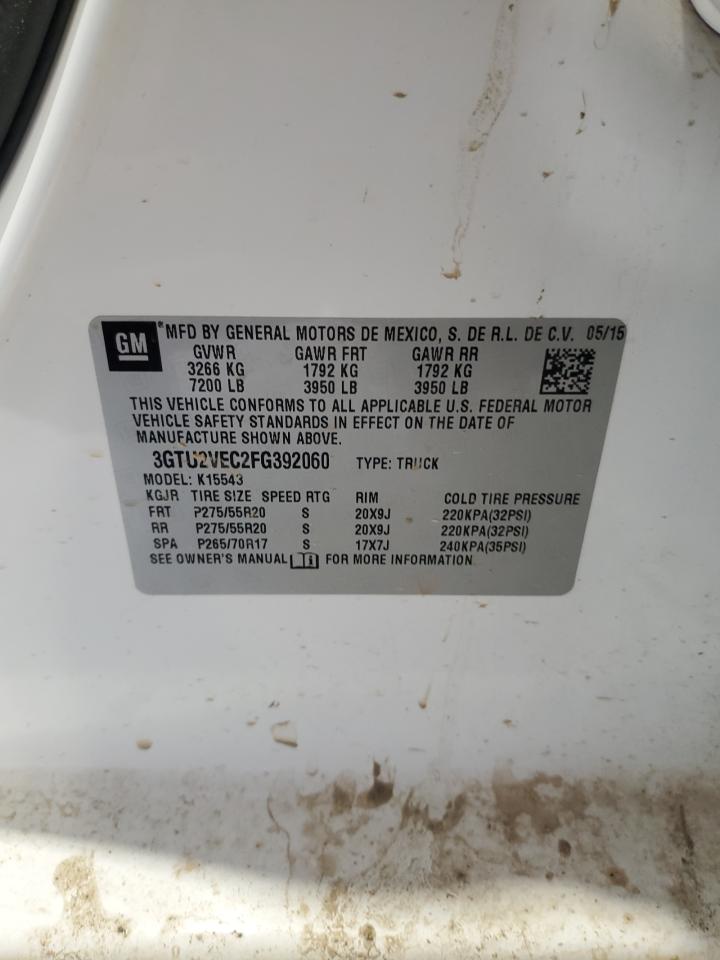 GM ® MFD BY GENERAL MOTORS DE MEXICO, S. DE R.L. DE C.V. 05/15
GVWR GAWR FRT GAWR RR
3266 KG 1792 KG 1792 KG
7200 LB 3950 LB 3950 LB
THIS VEHICLE CONFORMS TO ALL APPLICABLE U.S. FEDERAL MOTOR
VEHICLE SAFETY STANDARDS IN EFFECT ON THE DATE OF
MANUFACTURE SHOWN ABOVE.
3GTU2VEC2FG392060 TYPE: TRUCK
MODEL: K15543
KGJR TIRE SIZE SPEED RTG RIM COLD TIRE PRESSURE
FRT P275/55R20 S 20X9J 220KPA(32PSI)
RR P275/55R20 S 20X9J 220KPA(32PSI)
SPA P265/70R17 S 17X7J 240KPA(35PSI)
SEE OWNER'S MANUAL i FOR MORE INFORMATION